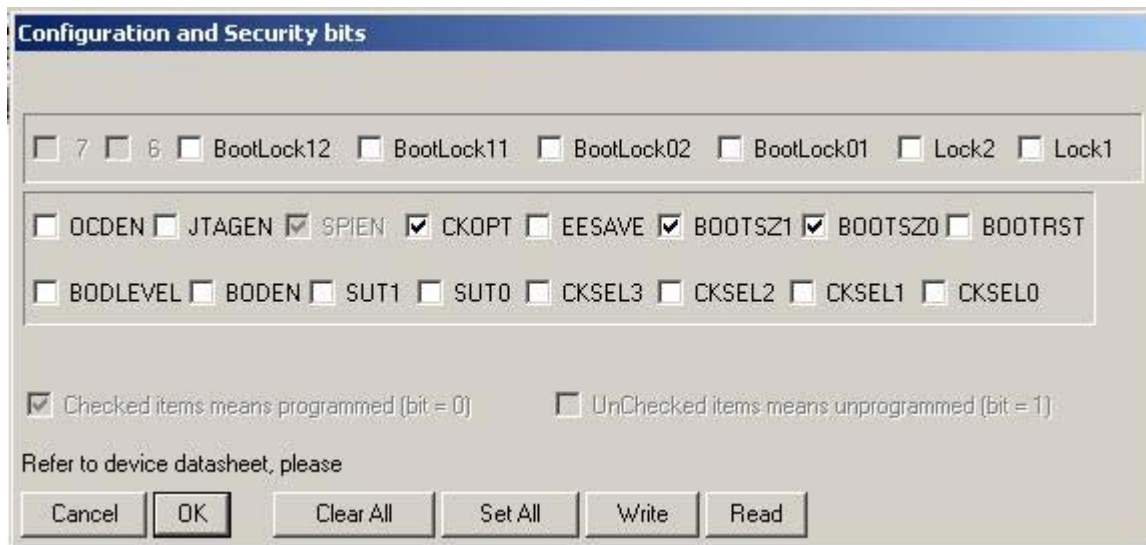 Configuration and Security bits
7 6 BootLock12 BootLock11 BootLock02 BootLock01 Lock2 Lock1
OCDEN JTAGEN SPIEN CKOPT EESAVE BOOTSZ1 BOOTSZ0 BOOTRST
BODLEVEL BODEN SUT1 SUT0 CKSEL3 CKSEL2 CKSEL1 CKSEL0
Checked items means programmed (bit = 0) UnChecked items means unprogrammed (bit = 1)
Refer to device datasheet, please
Cancel OK Clear All Set All Write Read